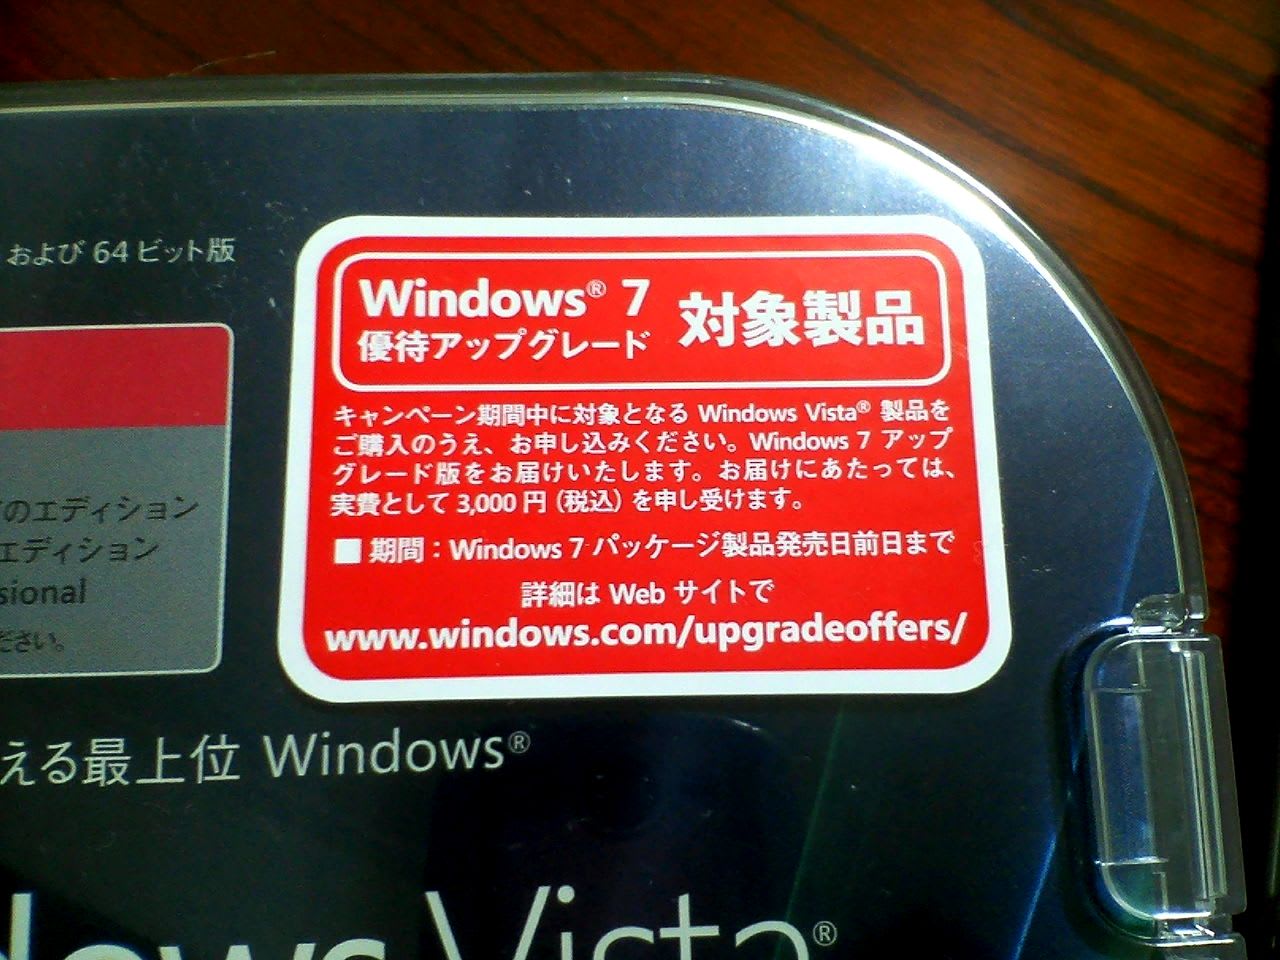 および 64 ビット版
Windows® 7
優待アップグレード
対象製品
キャンペーン期間中に対象となる Windows Vista® 製品を
ご購入のうえ、お申し込みください。Windows 7 アップ
グレード版をお届けいたします。お届けにあたっては、
実費として 3,000 円（税込）を申し受けます。
■ 期間：Windows 7 パッケージ製品発売日前日まで
詳細は Web サイトで
www.windows.com/upgradeoffers/
のエディション
エディション
sional
ださい。
える最上位 Windows®
dows Vista®